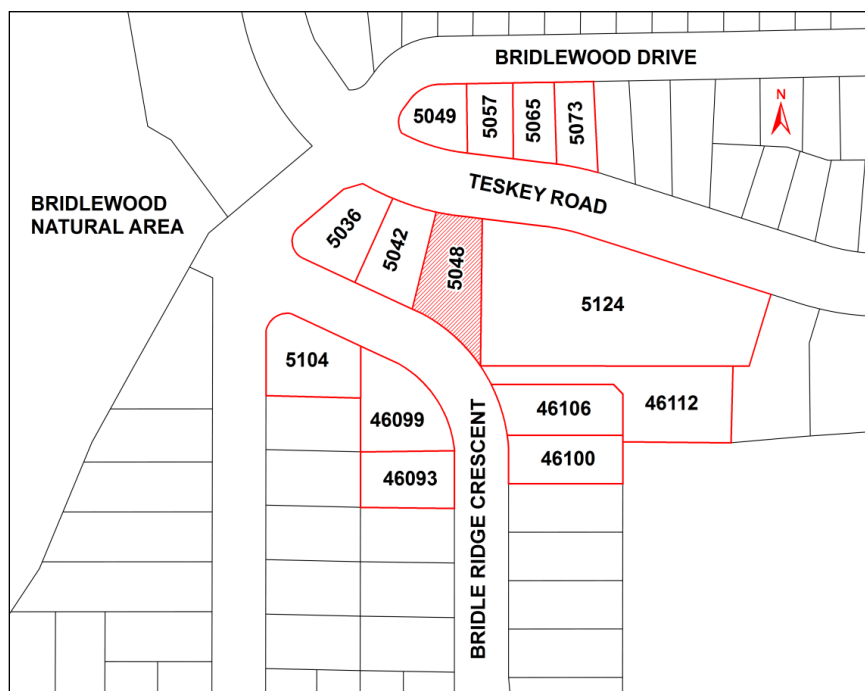 BRIDLEWOOD DRIVE
5049
5057
5065
5073
N
TESKEY ROAD
BRIDLEWOOD
NATURAL AREA
5036
5042
5048
5124
5104
46099
46106
46112
46093
46100
BRIDLE RIDGE CRESCENT